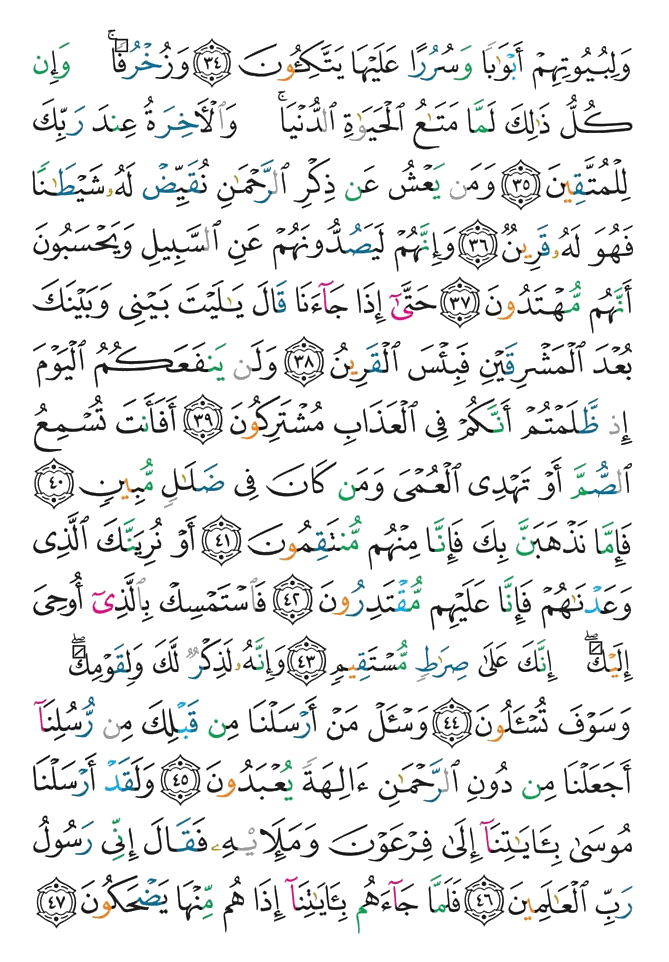 وَلِبُيُوتِهِمْ أَبْوَٰبًا وَسُرُرًا عَلَيْهَا يَتَّكِـُٔونَ ٣٤ وَزُخْرُفًا ۚ وَإِن
كُلُّ ذَٰلِكَ لَمَّا مَتَـٰعُ ٱلْحَيَوٰةِ ٱلدُّنْيَا ۚ وَٱلْـَٔاخِرَةُ عِندَ رَبِّكَ
لِلْمُتَّقِينَ ٣٥ وَمَن يَعْشُ عَن ذِكْرِ ٱلرَّحْمَـٰنِ نُقَيِّضْ لَهُۥ شَيْطَـٰنًا
فَهُوَ لَهُۥ قَرِينٌ ٣٦ وَإِنَّهُمْ لَيَصُدُّونَهُمْ عَنِ ٱلسَّبِيلِ وَيَحْسَبُونَ
أَنَّهُم مُّهْتَدُونَ ٣٧ حَتَّىٰٓ إِذَا جَآءَنَا قَالَ يَـٰلَيْتَ بَيْنِى وَبَيْنَكَ
بُعْدَ ٱلْمَشْرِقَيْنِ فَبِئْسَ ٱلْقَرِينُ ٣٨ وَلَن يَنفَعَكُمُ ٱلْيَوْمَ
إِذ ظَّلَمْتُمْ أَنَّكُمْ فِى ٱلْعَذَابِ مُشْتَرِكُونَ ٣٩ أَفَأَنتَ تُسْمِعُ
ٱلصُّمَّ أَوْ تَهْدِى ٱلْعُمْىَ وَمَن كَانَ فِى ضَلَـٰلٍ مُّبِينٍ ٤٠
فَإِمَّا نَذْهَبَنَّ بِكَ فَإِنَّا مِنْهُم مُّنتَقِمُونَ ٤١ أَوْ نُرِيَنَّكَ ٱلَّذِى
وَعَدْنَـٰهُمْ فَإِنَّا عَلَيْهِم مُّقْتَدِرُونَ ٤٢ فَٱسْتَمْسِكْ بِٱلَّذِىٓ أُوحِىَ
إِلَيْكَ ۖ إِنَّكَ عَلَىٰ صِرَٰطٍ مُّسْتَقِيمٍ ٤٣ وَإِنَّهُۥ لَذِكْرٌ لَّكَ وَلِقَوْمِكَ ۖ
وَسَوْفَ تُسْـَٔلُونَ ٤٤ وَسْـَٔلْ مَنْ أَرْسَلْنَا مِن قَبْلِكَ مِن رُّسُلِنَآ
أَجَعَلْنَا مِن دُونِ ٱلرَّحْمَـٰنِ ءَالِهَةً يُعْبَدُونَ ٤٥ وَلَقَدْ أَرْسَلْنَا
مُوسَىٰ بِـَٔايَـٰتِنَآ إِلَىٰ فِرْعَوْنَ وَمَلَإِي۟هِۦ فَقَالَ إِنِّى رَسُولُ
رَبِّ ٱلْعَـٰلَمِينَ ٤٦ فَلَمَّا جَآءَهُم بِـَٔايَـٰتِنَآ إِذَا هُم مِّنْهَا يَضْحَكُونَ ٤٧